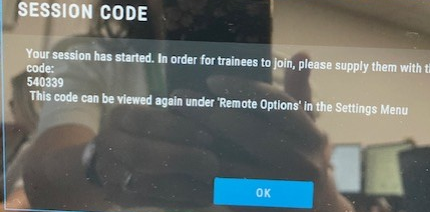 SESSION CODE
Your session has started. In order for trainees to join, please supply them with
code:
540339
This code can be viewed again under 'Remote Options' in the Settings Menu
OK